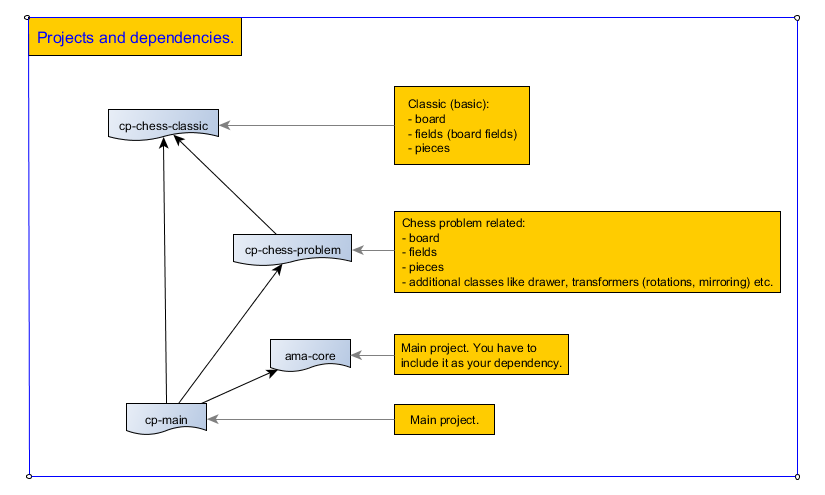 Projects and dependencies.
cp-chess-classic
Classic (basic):
- board
- fields (board fields)
- pieces
cp-chess-problem
Chess problem related:
- board
- fields
- pieces
- additional classes like drawer, transformers (rotations, mirroring) etc.
ama-core
Main project. You have to
include it as your dependency.
cp-main
Main project.